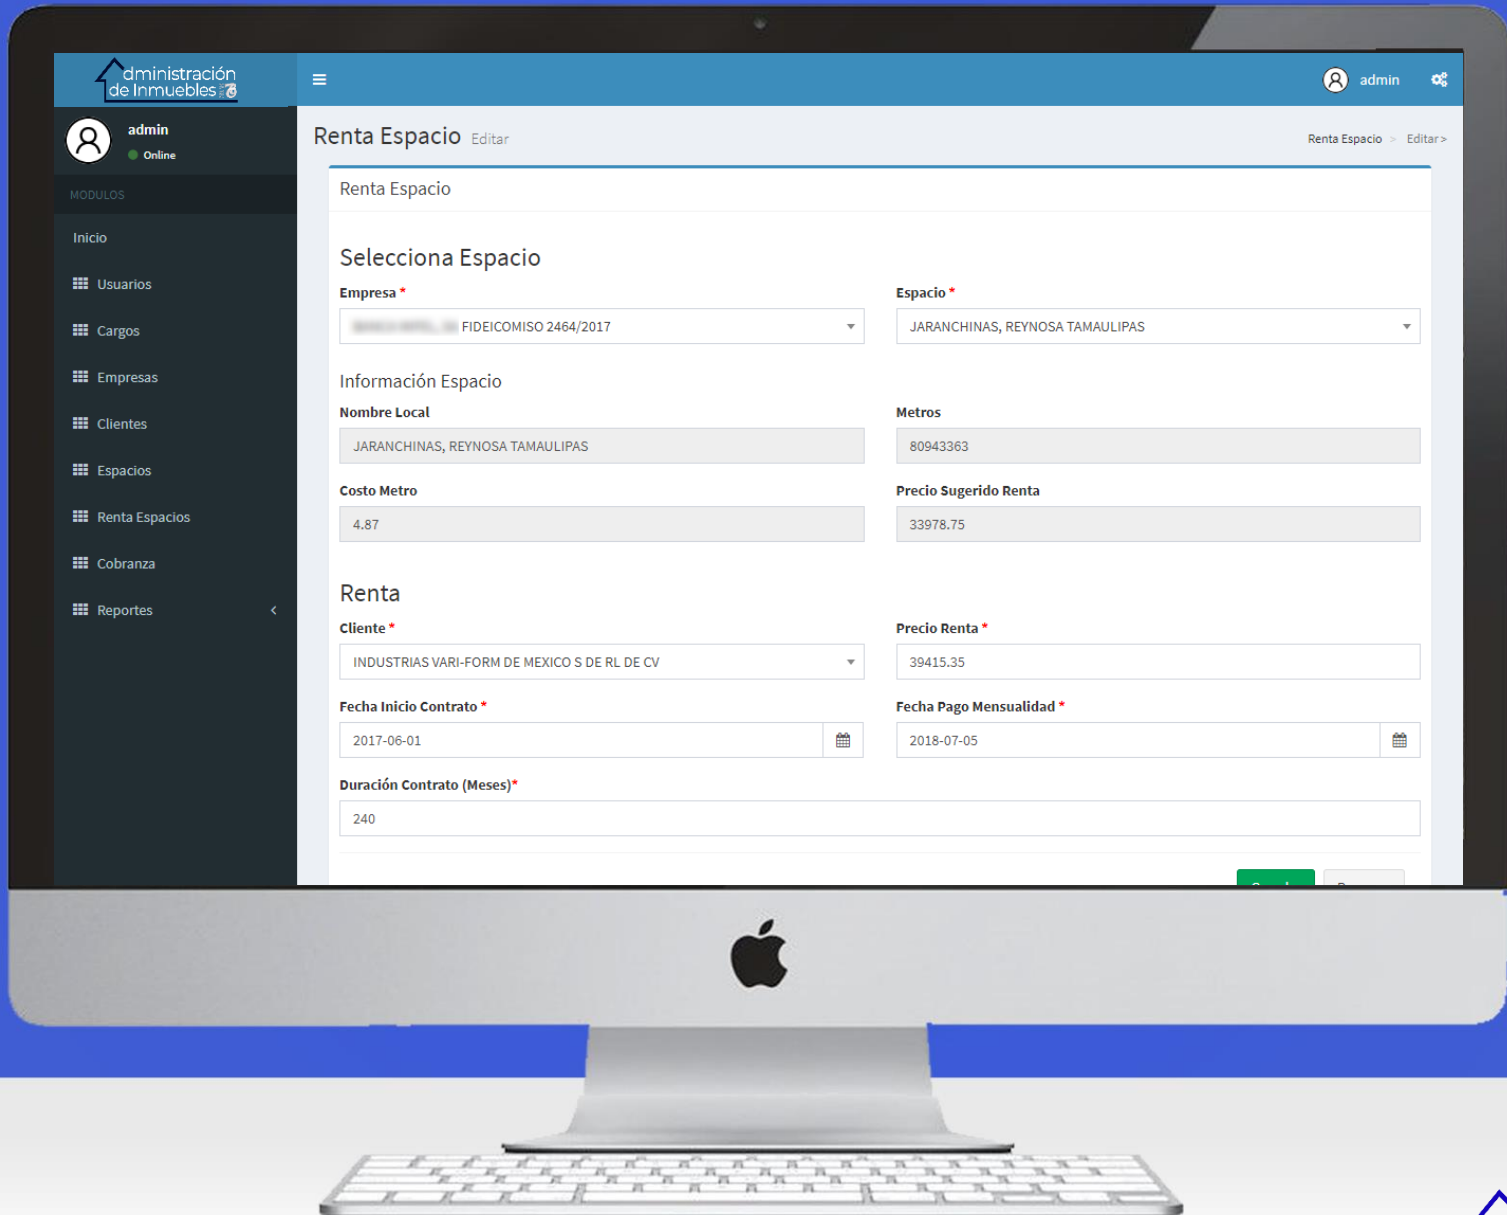 dministración
de Inmuebles
admin
admin
Online
MODULOS
Inicio
Usuarios
Cargos
Empresas
Clientes
Espacios
Renta Espacios
Cobranza
Reportes
Renta Espacio Editar
Renta Espacio > Editar >
Renta Espacio
Selecciona Espacio
Empresa * Espacio *
FIDEICOMISO 2464/2017 JARANCHINAS, REYNOSA TAMAULIPAS
Información Espacio
Nombre Local Metros
JARANCHINAS, REYNOSA TAMAULIPAS 80943363
Costo Metro Precio Sugerido Renta
4.87 33978.75
Renta
Cliente * Precio Renta *
INDUSTRIAS VARI-FORM DE MEXICO S DE RL DE CV 39415.35
Fecha Inicio Contrato * Fecha Pago Mensualidad *
2017-06-01 2018-07-05
Duración Contrato (Meses)*
240